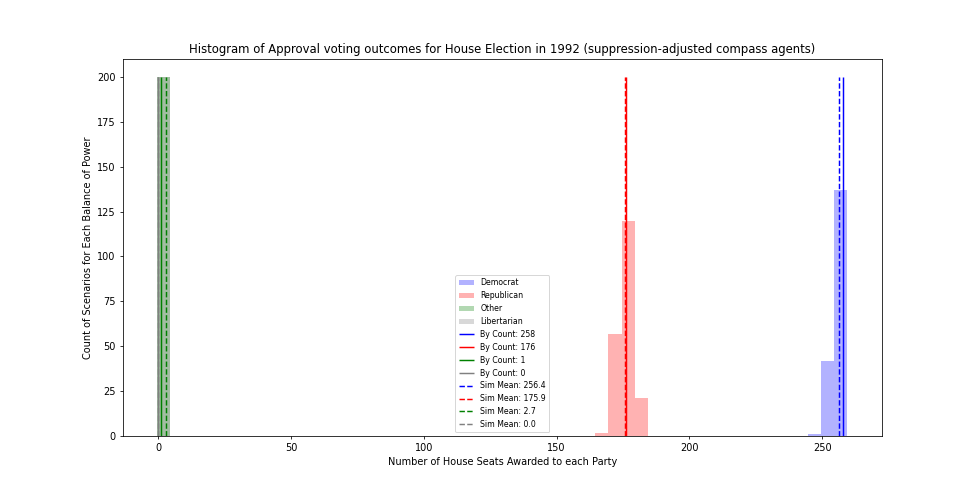 Histogram of Approval voting outcomes for House Election in 1992 (suppression-adjusted compass agents)
Count of Scenarios for Each Balance of Power
200
175
150
125
100
75
50
25
0
Democrat
Republican
Other
Libertarian
By Count: 258
By Count: 176
By Count: 1
By Count: 0
Sim Mean: 256.4
Sim Mean: 175.9
Sim Mean: 2.7
Sim Mean: 0.0
0 50 100 150 200 250
Number of House Seats Awarded to each Party